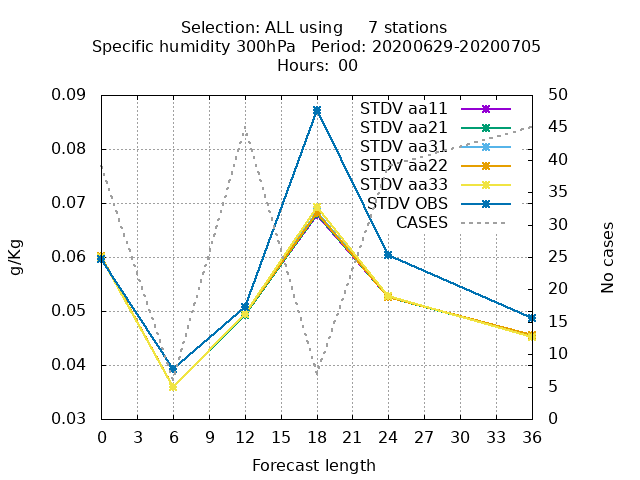 Selection: ALL using 7 stations
Specific humidity 300hPa Period: 20200629-20200705
Hours: 00
STDV aa11
STDV aa21
STDV aa31
STDV aa22
STDV aa33
STDV OBS
CASES
g/Kg
0.09
0.08
0.07
0.06
0.05
0.04
0.03
50
45
40
35
30
25
20
15
10
5
0
No cases
0 3 6 9 12 15 18 21 24 27 30 33 36
Forecast length